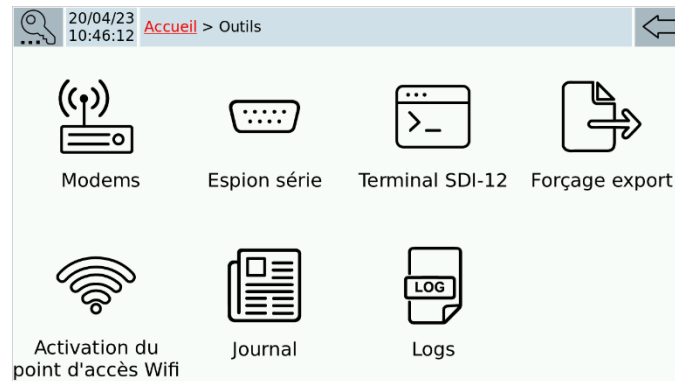 20/04/23
10:46:12
Accueil > Outils
Modems
Espion série
Terminal SDI-12
Forçage export
LOG
Activation du
point d'accès Wifi
Journal
Logs